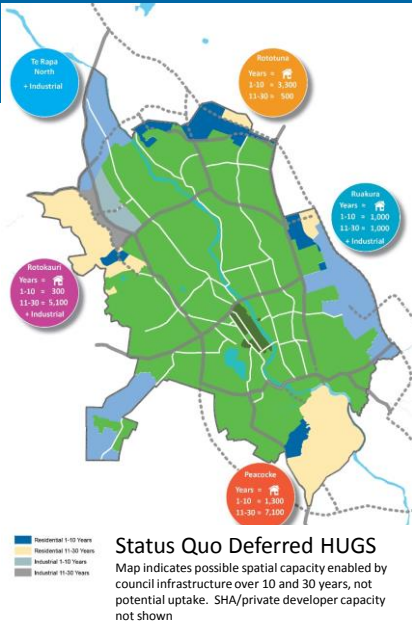 Te Rapa
North
+ Industrial
Rototuna
Years =
1-10 = 3,300
11-30 = 500
Ruakura
Years =
1-10 = 1,000
11-30 = 1,000
+ Industrial
Rotokauri
Years =
1-10 = 300
11-30 = 5,100
+ Industrial
Peacocke
Years =
1-10 = 1,300
11-30 = 7,100
Residential 1-10 Years
Residential 11-30 Years
Industrial 1-10 Years
Industrial 11-30 Years
Status Quo Deferred HUGS
Map indicates possible spatial capacity enabled by
council infrastructure over 10 and 30 years, not
potential uptake. SHA/private developer capacity
not shown